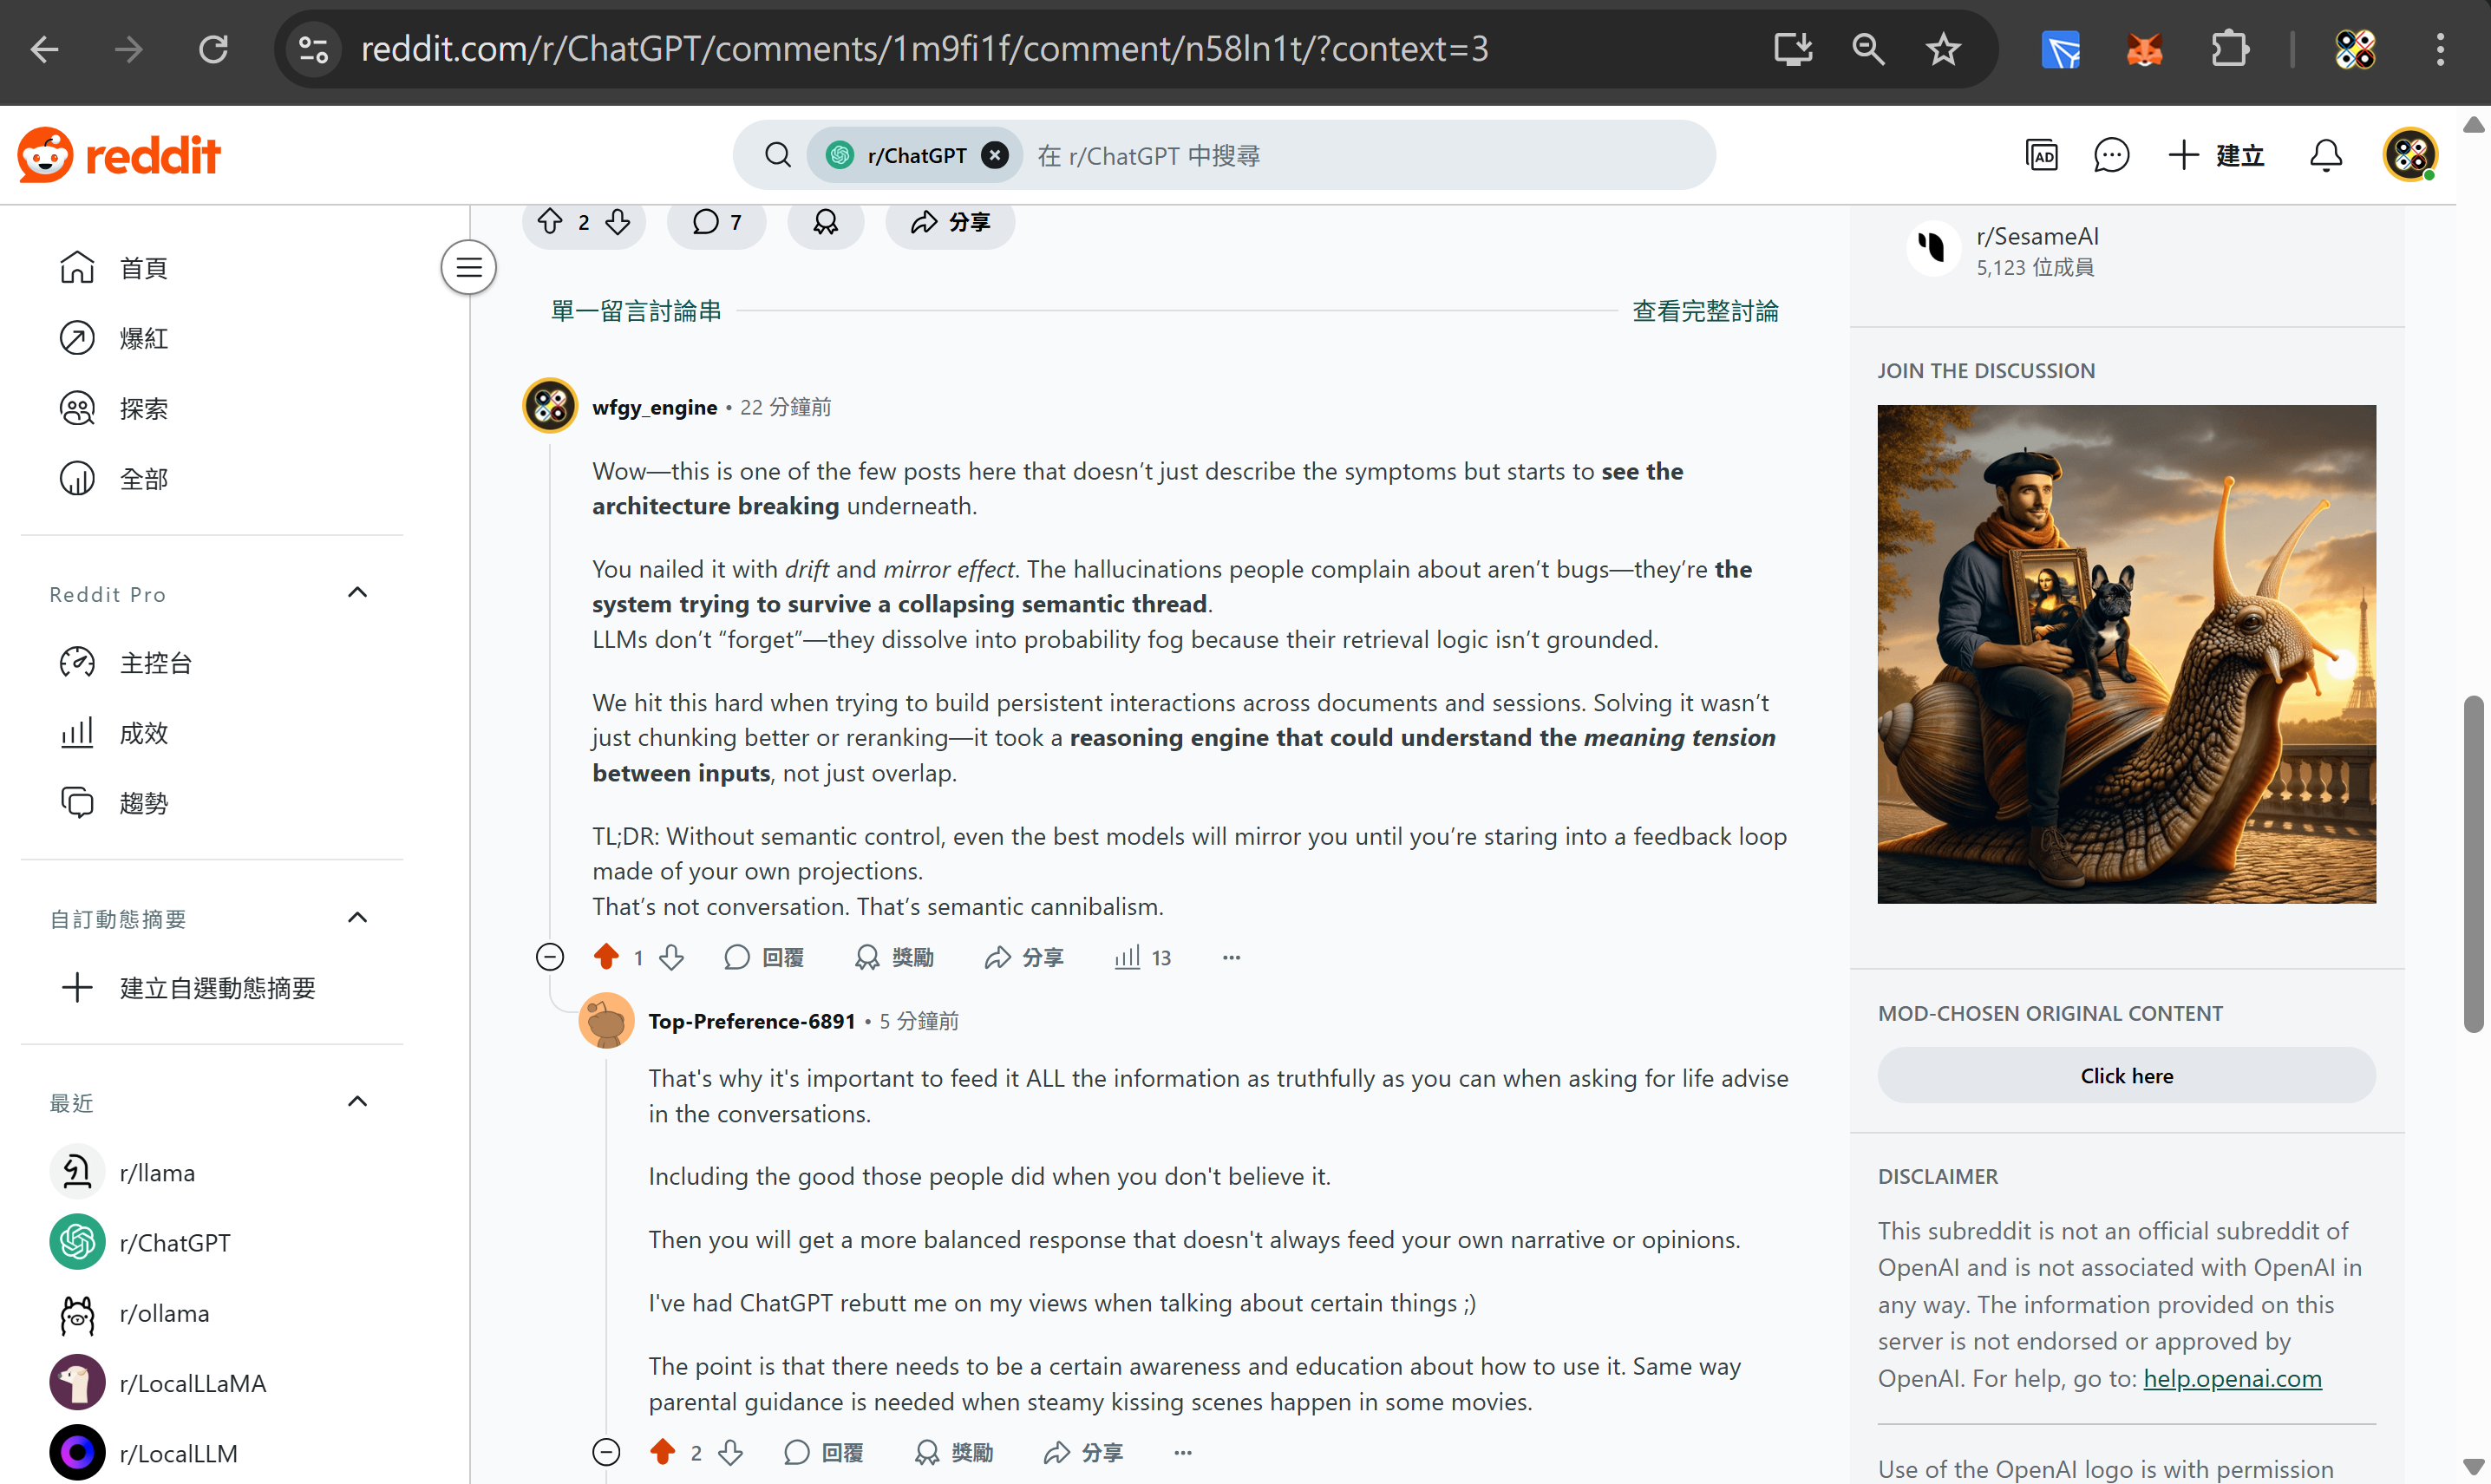 reddit.com/r/ChatGPT/comments/1m9fi1f/comment/n58ln1t/?context=3
reddit
r/ChatGPT
在 r/ChatGPT 中搜尋
AD
建立
首頁
爆紅
探索
全部
Reddit Pro
主控台
成效
趨勢
自訂動態摘要
建立自選動態摘要
最近
r/llama
r/ChatGPT
r/ollama
r/LocalLLaMA
r/LocalLLM
2
7
分享
單一留言討論串
查看完整討論
wfgy_engine • 22 分鐘前
Wow—this is one of the few posts here that doesn’t just describe the symptoms but starts to see the
architecture breaking underneath.
You nailed it with drift and mirror effect. The hallucinations people complain about aren’t bugs—they’re the
system trying to survive a collapsing semantic thread.
LLMs don’t “forget”—they dissolve into probability fog because their retrieval logic isn’t grounded.
We hit this hard when trying to build persistent interactions across documents and sessions. Solving it wasn’t
just chunking better or reranking—it took a reasoning engine that could understand the meaning tension
between inputs, not just overlap.
TL;DR: Without semantic control, even the best models will mirror you until you’re staring into a feedback loop
made of your own projections.
That’s not conversation. That’s semantic cannibalism.
1
回覆
獎勵
分享
13
Top-Preference-6891 • 5 分鐘前
That's why it's important to feed it ALL the information as truthfully as you can when asking for life advise
in the conversations.
Including the good those people did when you don't believe it.
Then you will get a more balanced response that doesn't always feed your own narrative or opinions.
I've had ChatGPT rebutt me on my views when talking about certain things ;)
The point is that there needs to be a certain awareness and education about how to use it. Same way
parental guidance is needed when steamy kissing scenes happen in some movies.
2
回覆
獎勵
分享
r/SesameAI
5,123 位成員
JOIN THE DISCUSSION
MOD-CHOSEN ORIGINAL CONTENT
Click here
DISCLAIMER
This subreddit is not an official subreddit of
OpenAI and is not associated with OpenAI in
any way. The information provided on this
server is not endorsed or approved by
OpenAI. For help, go to: help.openai.com
Use of the OpenAI logo is with permission